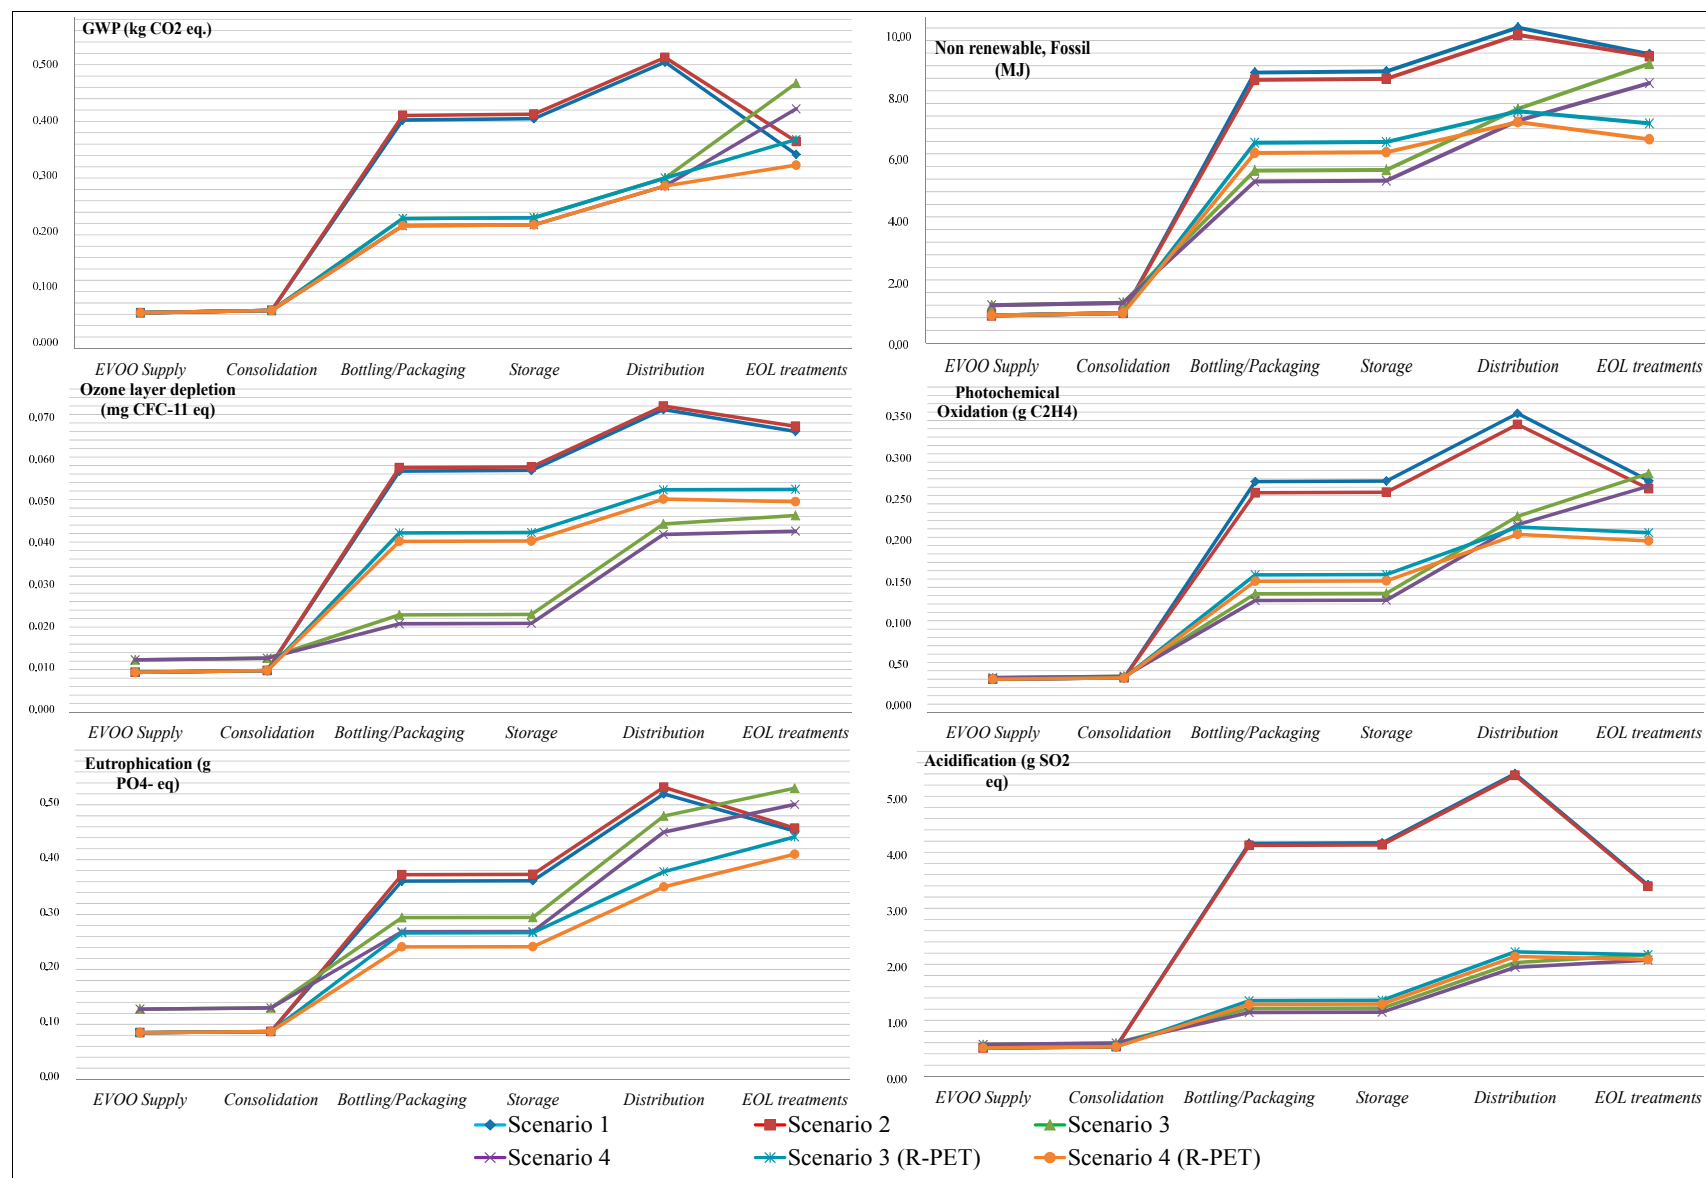 GWP (kg CO2 eq.)
0.500
0.400
0.300
0.200
0.100
0.000
EVOO Supply Consolidation Bottling/Packaging Storage Distribution EOL treatments
Non renewable, Fossil
(MJ)
10.00
8.00
6.00
4.00
2.00
0.00
EVOO Supply Consolidation Bottling/Packaging Storage Distribution EOL treatments
Ozone layer depletion
(mg CFC-11 eq)
0.070
0.060
0.050
0.040
0.030
0.020
0.010
0.000
EVOO Supply Consolidation Bottling/Packaging Storage Distribution EOL treatments
Photochemical
Oxidation (g C2H4)
0,350
0,300
0,250
0,200
0,150
0,100
0,50
0,000
EVOO Supply Consolidation Bottling/Packaging Storage Distribution EOL treatments
Eutrophication (g
PO4- eq)
0.50
0.40
0.30
0.20
0.10
0.00
EVOO Supply Consolidation Bottling/Packaging Storage Distribution EOL treatments
Acidification (g SO2
eq)
5.00
4.00
3.00
2.00
1.00
0.00
EVOO Supply Consolidation Bottling/Packaging Storage Distribution EOL treatments
Scenario 1 Scenario 2 Scenario 3
Scenario 4 Scenario 3 (R-PET) Scenario 4 (R-PET)